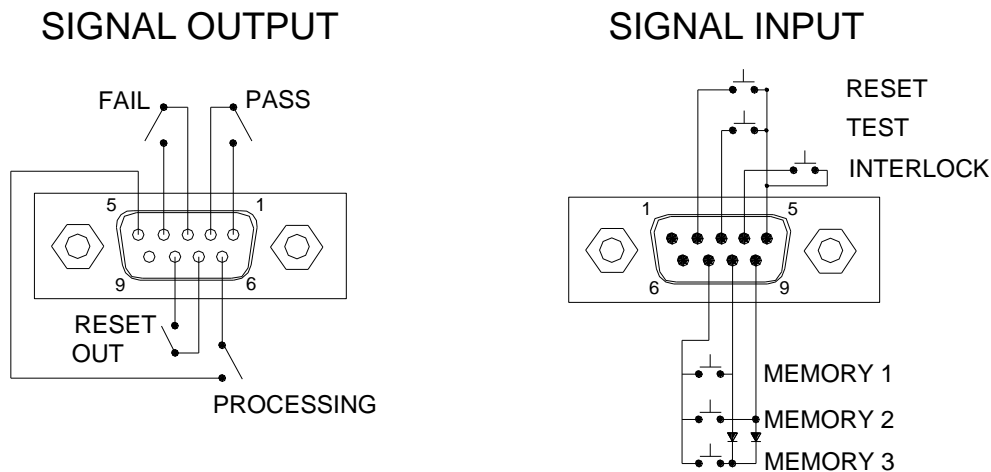 SIGNAL OUTPUT
FAIL
PASS
5
1
9
6
RESET
OUT
PROCESSING
SIGNAL INPUT
RESET
TEST
INTERLOCK
1
5
6
9
MEMORY 1
MEMORY 2
MEMORY 3